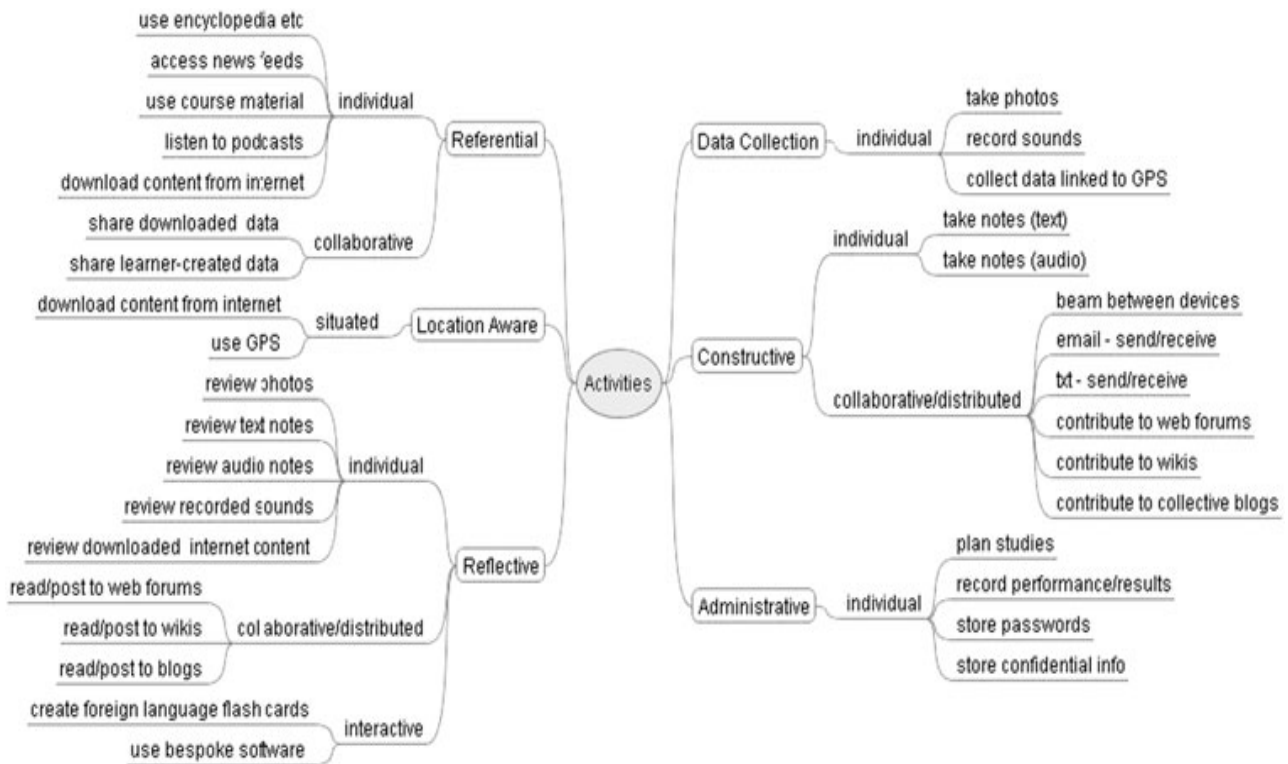 use encyclopedia etc
access news feeds
use course material
listen to podcasts
download content from internet
individual
Referential
share downloaded data
share learner-created data
collaborative
download content from internet
use GPS
situated
Location Aware
review photos
review text notes
review audio notes
review recorded sounds
review downloaded internet content
individual
Reflective
read/post to web forums
read/post to wikis
read/post to blogs
col aborative/distributed
create foreign language flash cards
use bespoke software
interactive
Activities
Data Collection
individual
take photos
record sounds
collect data linked to GPS
Constructive
individual
take notes (text)
take notes (audio)
collaborative/distributed
beam between devices
email - send/receive
txt - send/receive
contribute to web forums
contribute to wikis
contribute to collective blogs
Administrative
individual
plan studies
record performance/results
store passwords
store confidential info